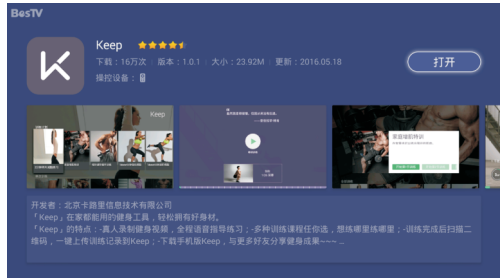 BesTV
Keep
下载：16万次 · 版本：1.0.1 · 大小：23.92M · 更新：2016.05.18
打开
操控设备：
Keep
家庭增肌特训
开发者：北京卡路里信息技术有限公司
「Keep」在家都能用的健身工具，轻松拥有好身材。
「Keep」的特点：-真人录制健身视频，全程语音指导练习；-多种训练课程任你选，想练哪里练哪里；-训练完成后扫描二
维码，一键上传训练记录到Keep；-下载手机版Keep，与更多好友分享健身成果~~~ ...